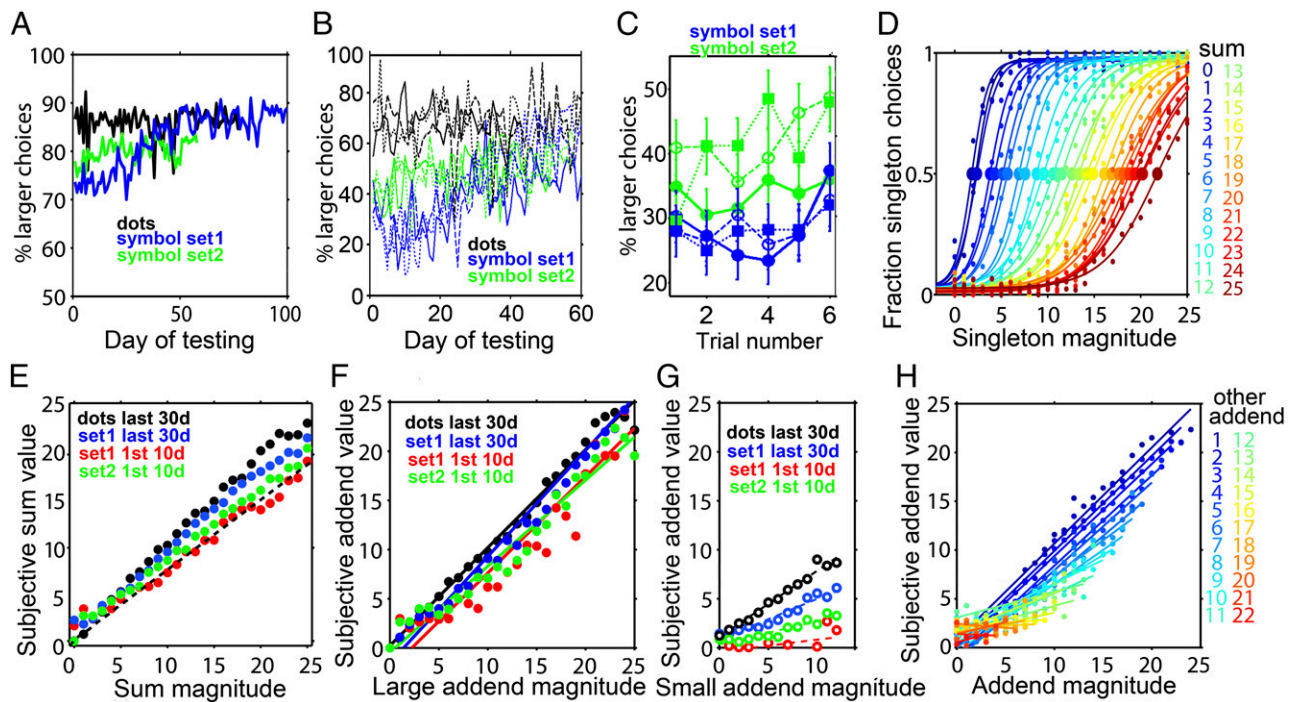 A
% larger choices
100
90
80
70
60
50
dots
symbol set1
symbol set2
0
50
100
Day of testing
B
% larger choices
100
80
60
40
20
0
dots
symbol set1
symbol set2
0
20
40
60
Day of testing
C
symbol set1
symbol set2
% larger choices
60
50
40
30
20
2
4
6
Trial number
D
Fraction singleton choices
1
0.5
0
0
5
10
15
20
25
Singleton magnitude
sum
0 13
1 14
2 15
3 16
4 17
5 18
6 19
7 20
8 21
9 22
10 23
11 24
12 25
E
Subjective sum value
25
20
15
10
5
0
dots last 30d
set1 last 30d
set1 1st 10d
set2 1st 10d
0
5
10
15
20
25
Sum magnitude
F
Subjective addend value
25
20
15
10
5
0
dots last 30d
set1 last 30d
set1 1st 10d
set2 1st 10d
0
5
10
15
20
25
Large addend magnitude
G
Subjective addend value
25
20
15
10
5
0
dots last 30d
set1 last 30d
set1 1st 10d
set2 1st 10d
0
5
10
Small addend magnitude
H
Subjective addend value
25
20
15
10
5
0
0
5
10
15
20
25
Addend magnitude
other
addend
1 12
2 13
3 14
4 15
5 16
6 17
7 18
8 19
9 20
10 21
11 22